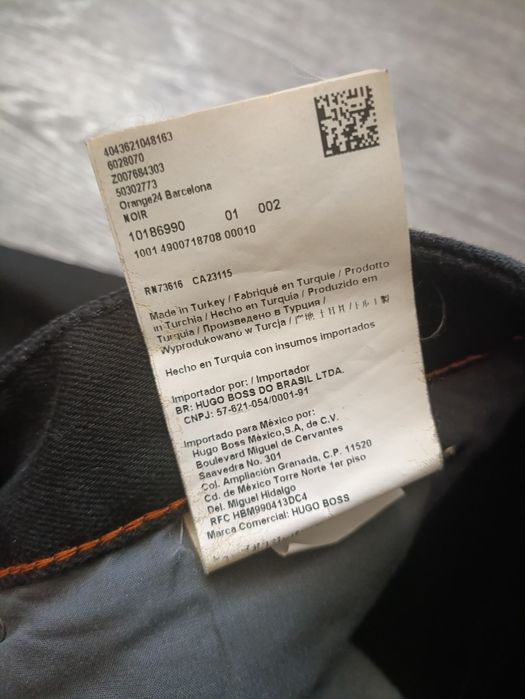 4043621048163
6028070
Z007684303
50302773
Orange24 Barcelona
NOIR
10186990 01 002
1001 4900718708 00010
RN73616 CA23115
Made in Turkey / Fabriqué en Turquie / Prodotto
in Turchia / Hecho en Turquia / Produzido em
Turquia / Произведено в Турции /
Wyprodukowano w Turcja /
Hecho en Turquia con insumos importados
Importador por: / Importador
BR: HUGO BOSS DO BRASIL LTDA.
CNPJ: 57-621-054/0001-91
Importado para México por:
Hugo Boss México,S.A, de C.V.
Boulevard Miguel de Cervantes
Saavedra No. 301
Col. Ampliación Granada, C.P. 11520
Cd. de México Torre Norte 1er piso
Del. Miguel Hidalgo
RFC HBM990413DC4
Marca Comercial: HUGO BOSS